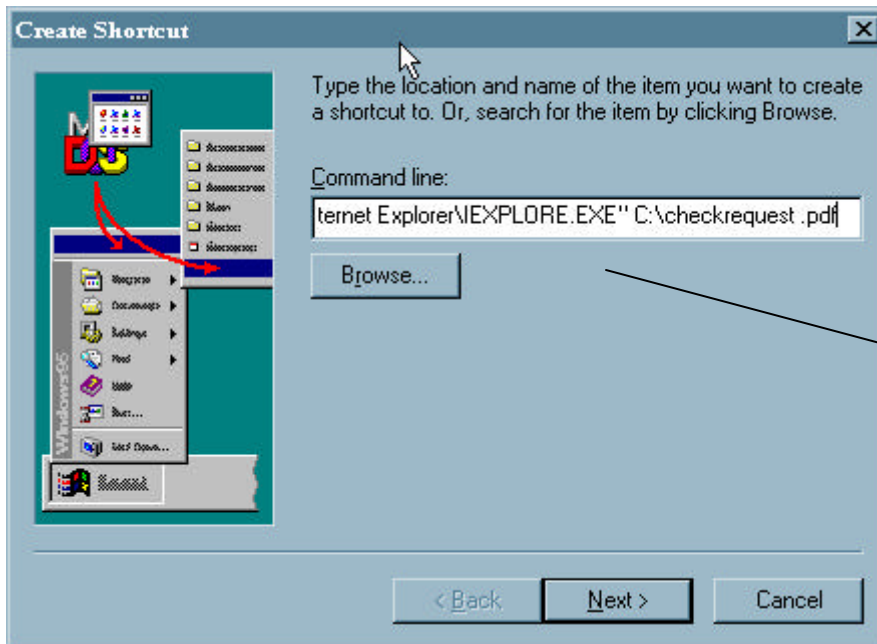 Create Shortcut
Type the location and name of the item you want to create
a shortcut to. Or, search for the item by clicking Browse.
Command line:
ternet Explorer\IEXPLORE.EXE" C:\checkrequest .pdf
Browse...
Windows95
< Back
Next >
Cancel